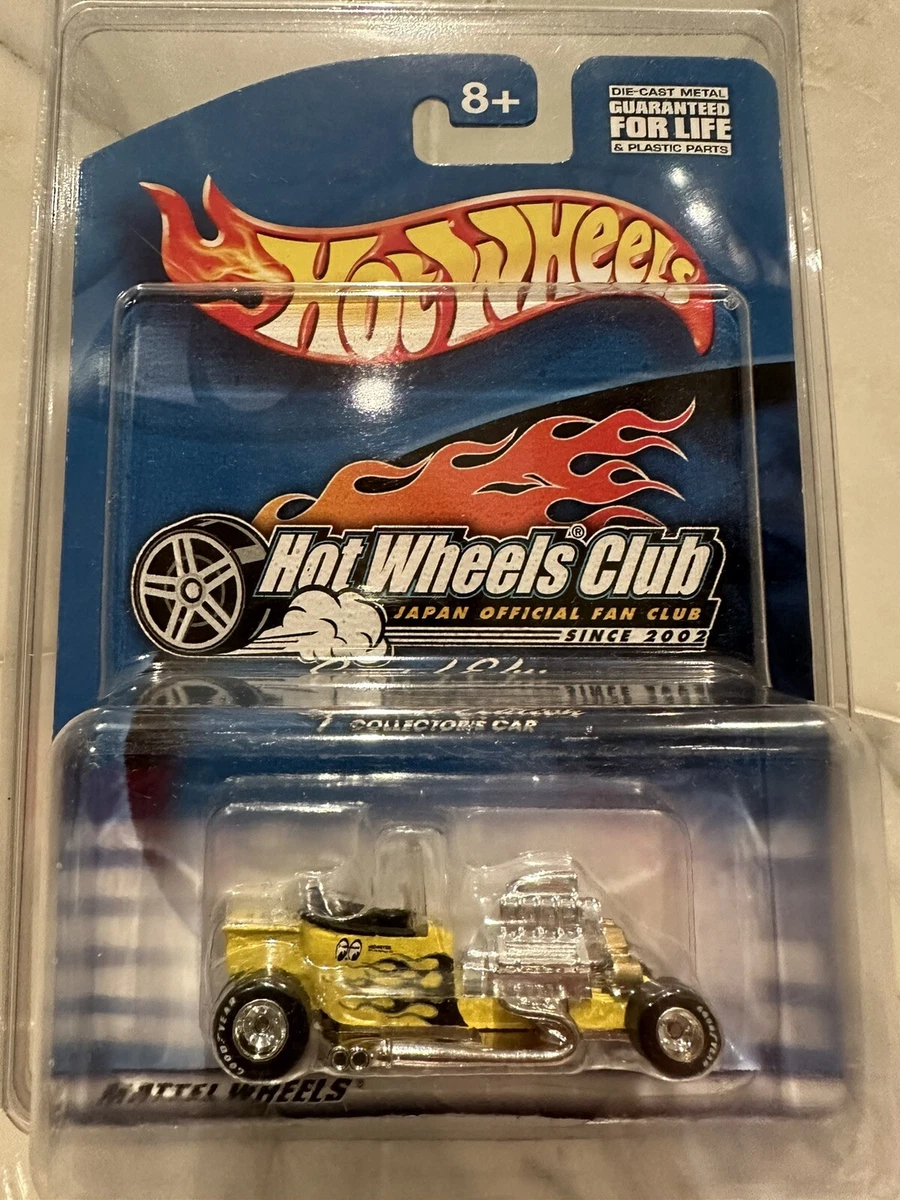 8+
DIE-CAST METAL
GUARANTEED
FOR LIFE
& PLASTIC PARTS
HOT WHEELS
Hot Wheels® Club
JAPAN OFFICIAL FAN CLUB
SINCE 2002
COLLECTOR'S CAR
GOODYEAR
GOODYEAR
MATTEL WHEELS®